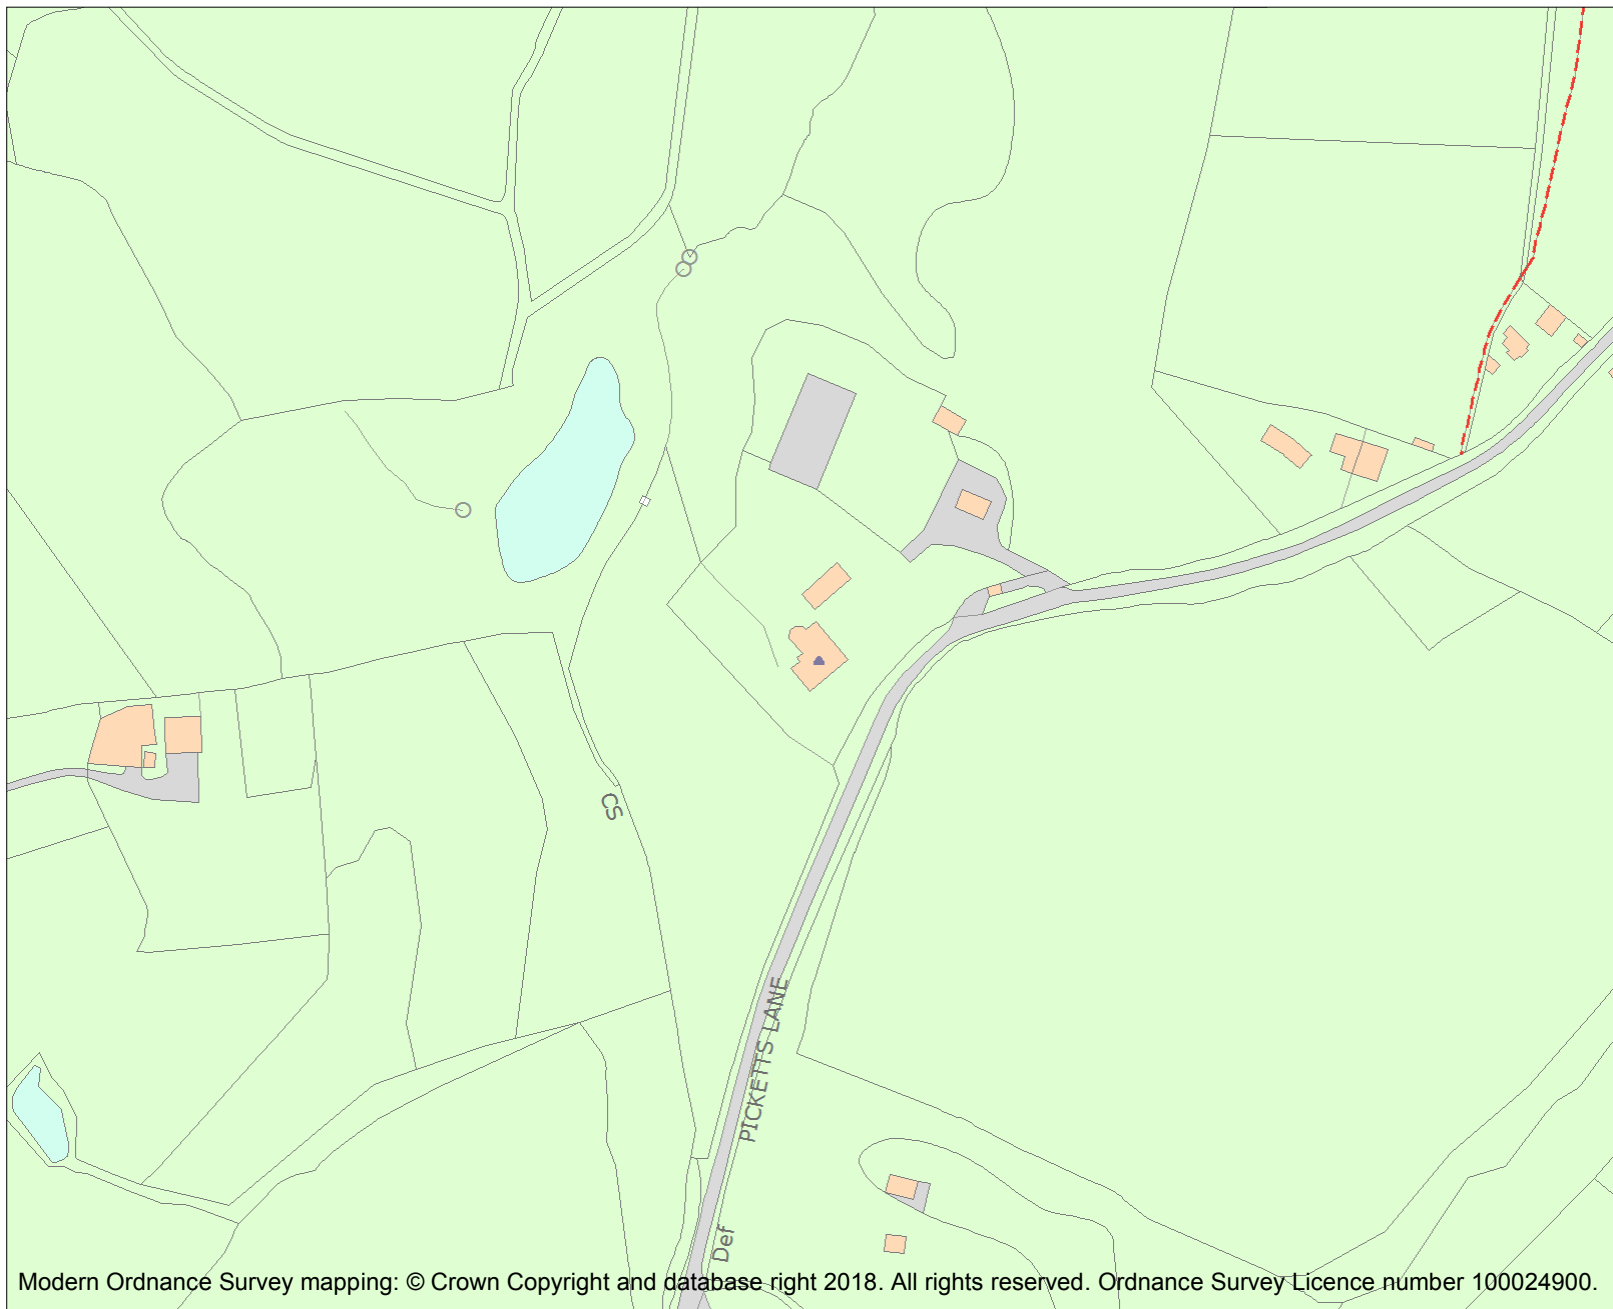 CS
PICKETTS LANE
Def
Modern Ordnance Survey mapping: © Crown Copyright and database right 2018. All rights reserved. Ordnance Survey Licence number 100024900.